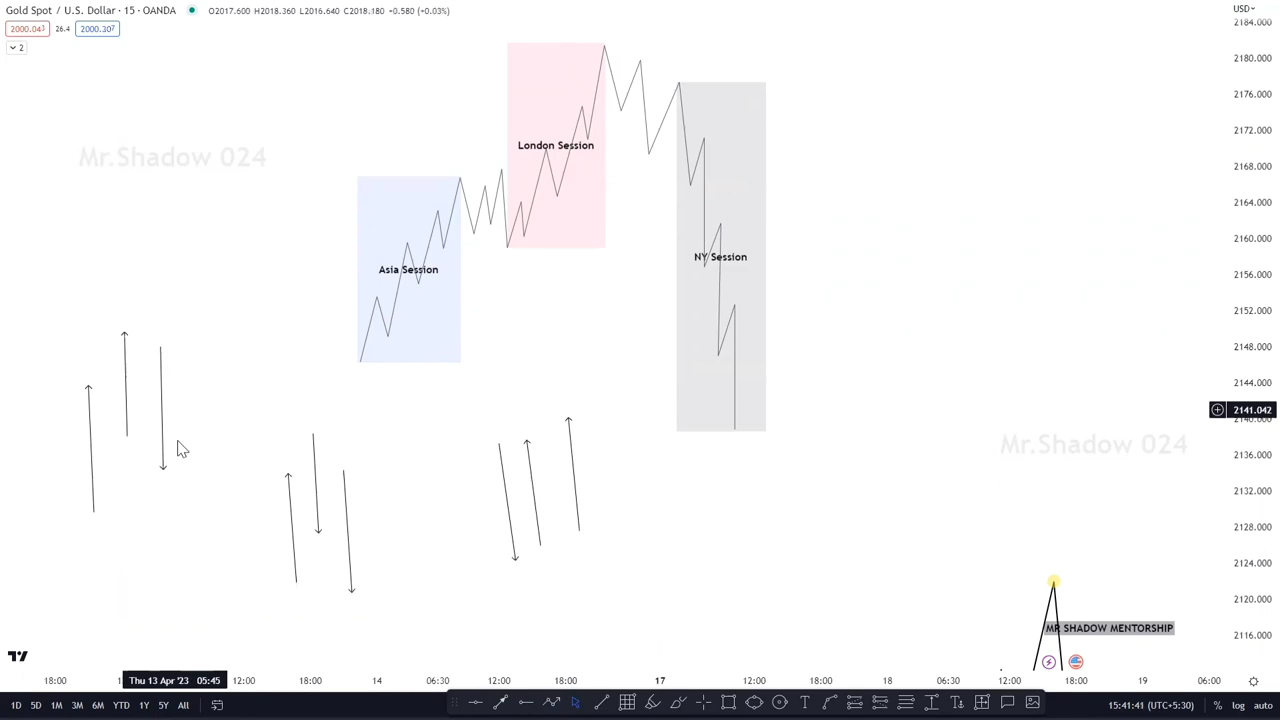 Gold Spot / U.S. Dollar · 15 · OANDA
O2017.600 H2018.360 L2016.640 C2018.180 −0.580 (+0.03%)
USD
2000.043 26.4 2000.307
2
2184.000
2180.000
2176.000
2172.000
2168.000
2164.000
2160.000
2156.000
2152.000
2148.000
2144.000
2141.042
2136.000
2132.000
2128.000
2124.000
2120.000
2116.000
Mr.Shadow 024
London Session
Asia Session
NY Session
Mr.Shadow 024
MR SHADOW MENTORSHIP
18:00 Thu 13 Apr '23 05:45 12:00 18:00 14 06:30 12:00 18:00 17 12:00 18:00 18 06:30 12:00 18:00 19 06:00
1D 5D 1M 3M 6M YTD 1Y 5Y All
15:41:41 (UTC+5:30) % log auto